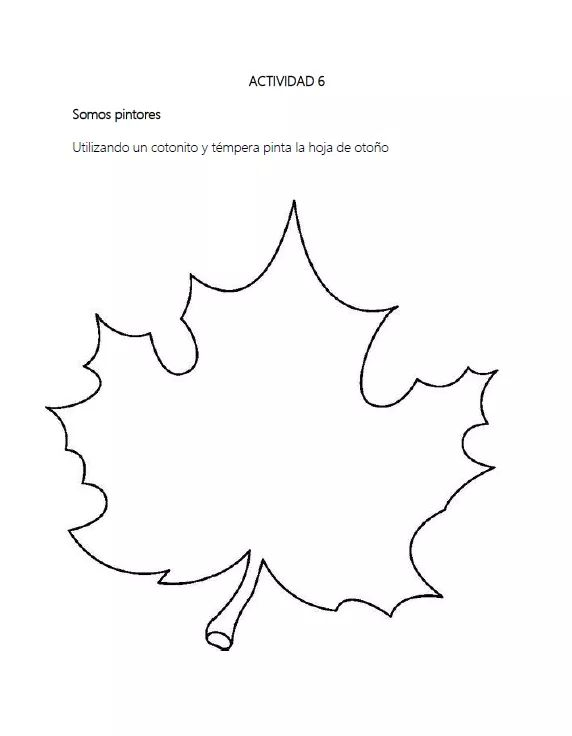 ACTIVIDAD 6
Somos pintores
Utilizando un cotonito y témpera pinta la hoja de otoño